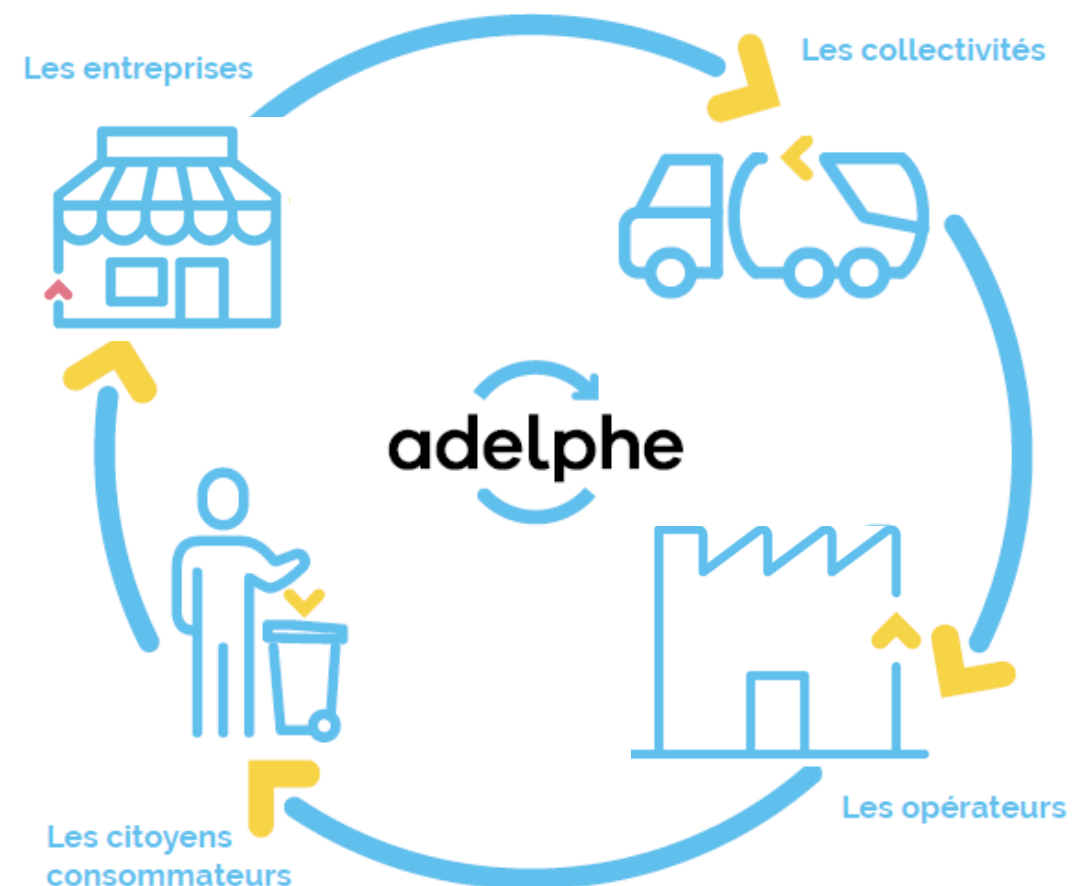 Les entreprises
Les collectivités
adelphe
Les opérateurs
Les citoyens
consommateurs